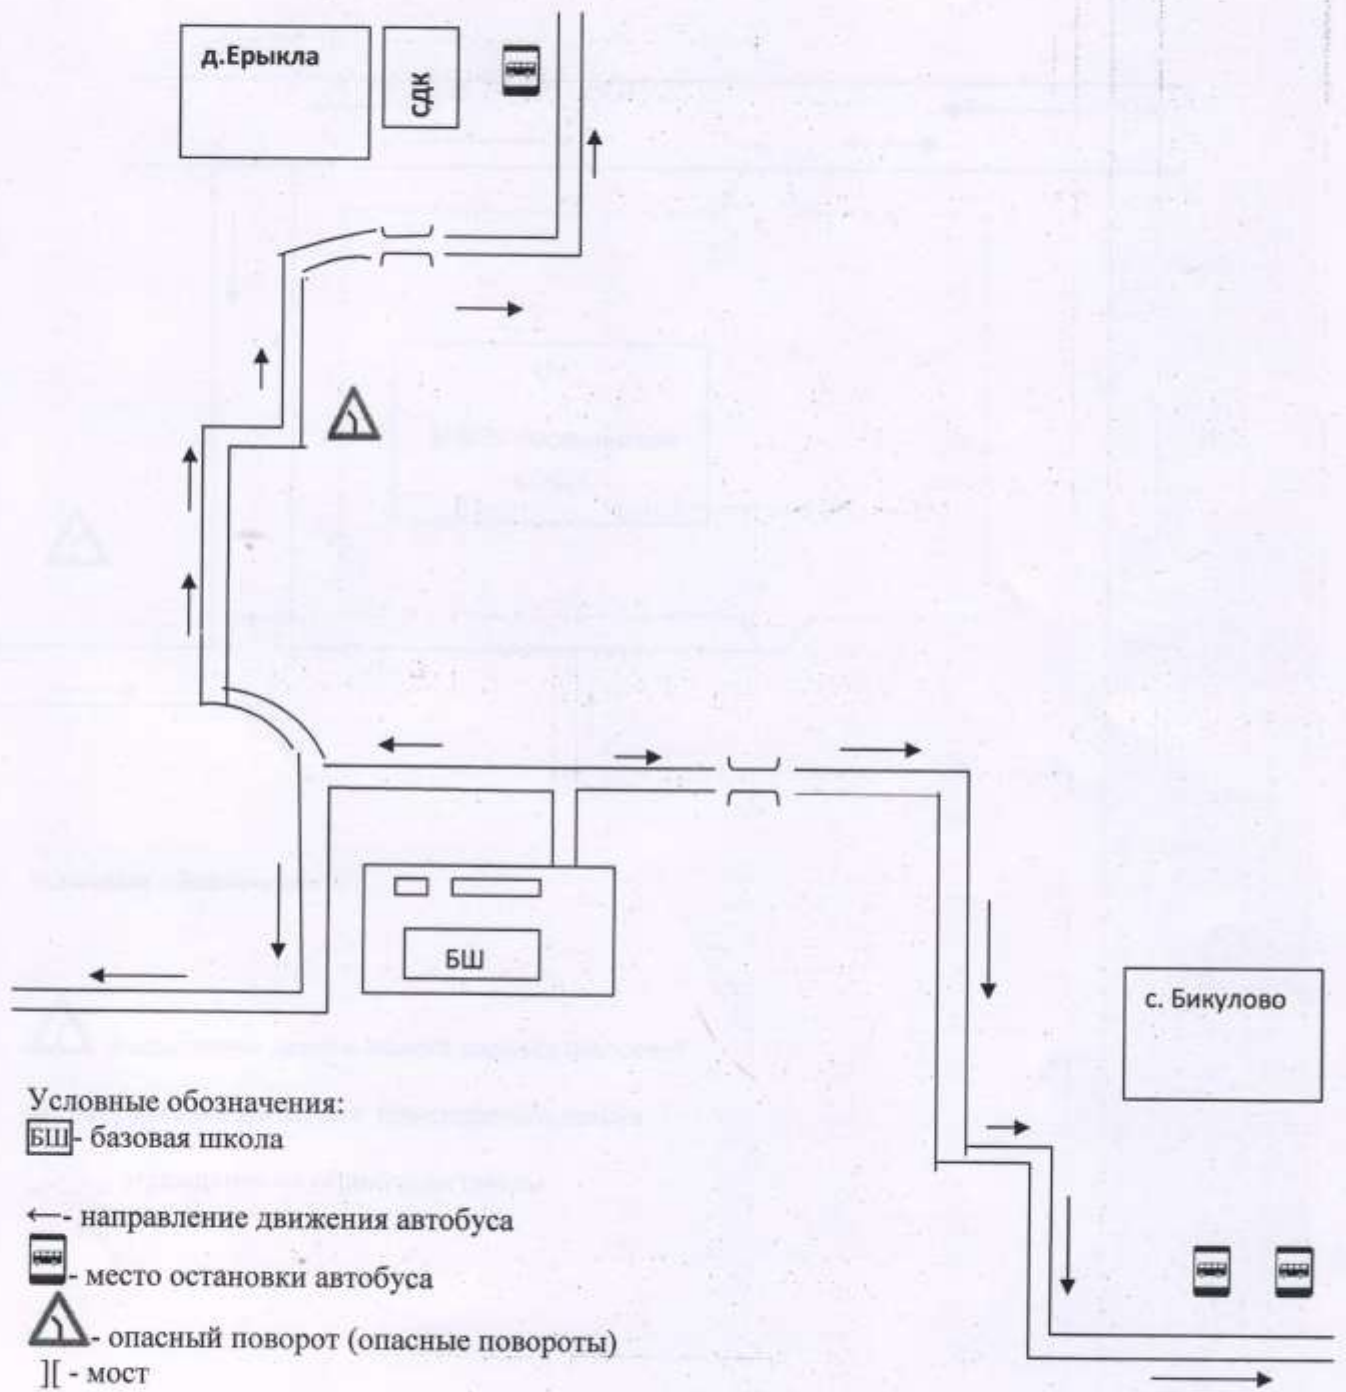 д.Ерыкла
СДК
БШ
с. Бикулово
Условные обозначения:
БШ- базовая школа
←- направление движения автобуса
- место остановки автобуса
- опасный поворот (опасные повороты)
][ - мост